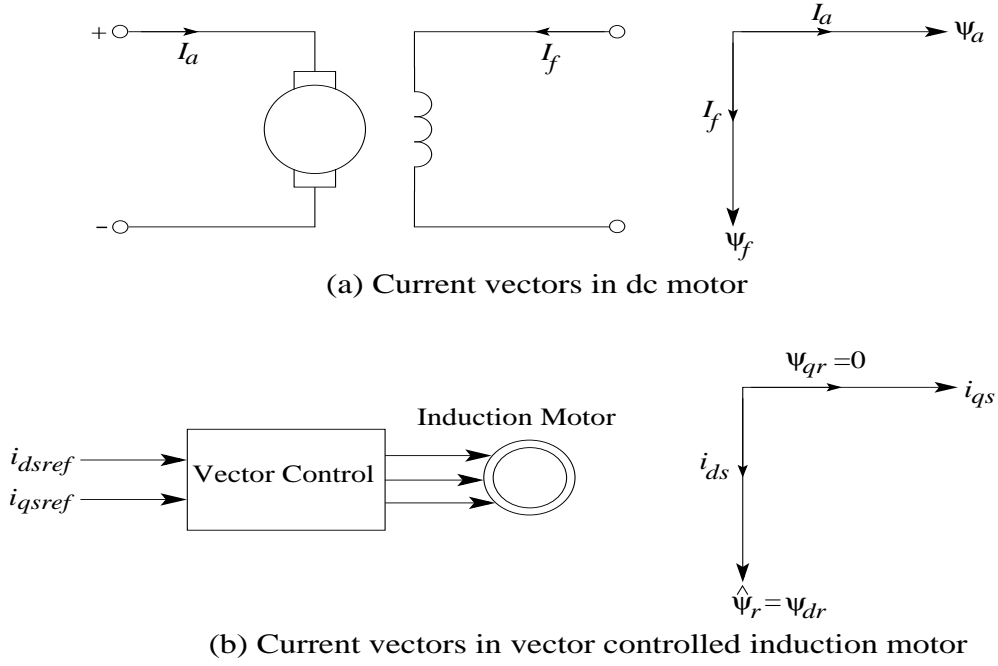 + I_a I_f I_a Ψ_a
I_f
- Ψ_f
(a) Current vectors in dc motor
Ψ_qr =0
i_qs
Induction Motor
i_dsref Vector Control i_ds
i_qsref
Ψ̂_r = Ψ_dr
(b) Current vectors in vector controlled induction motor